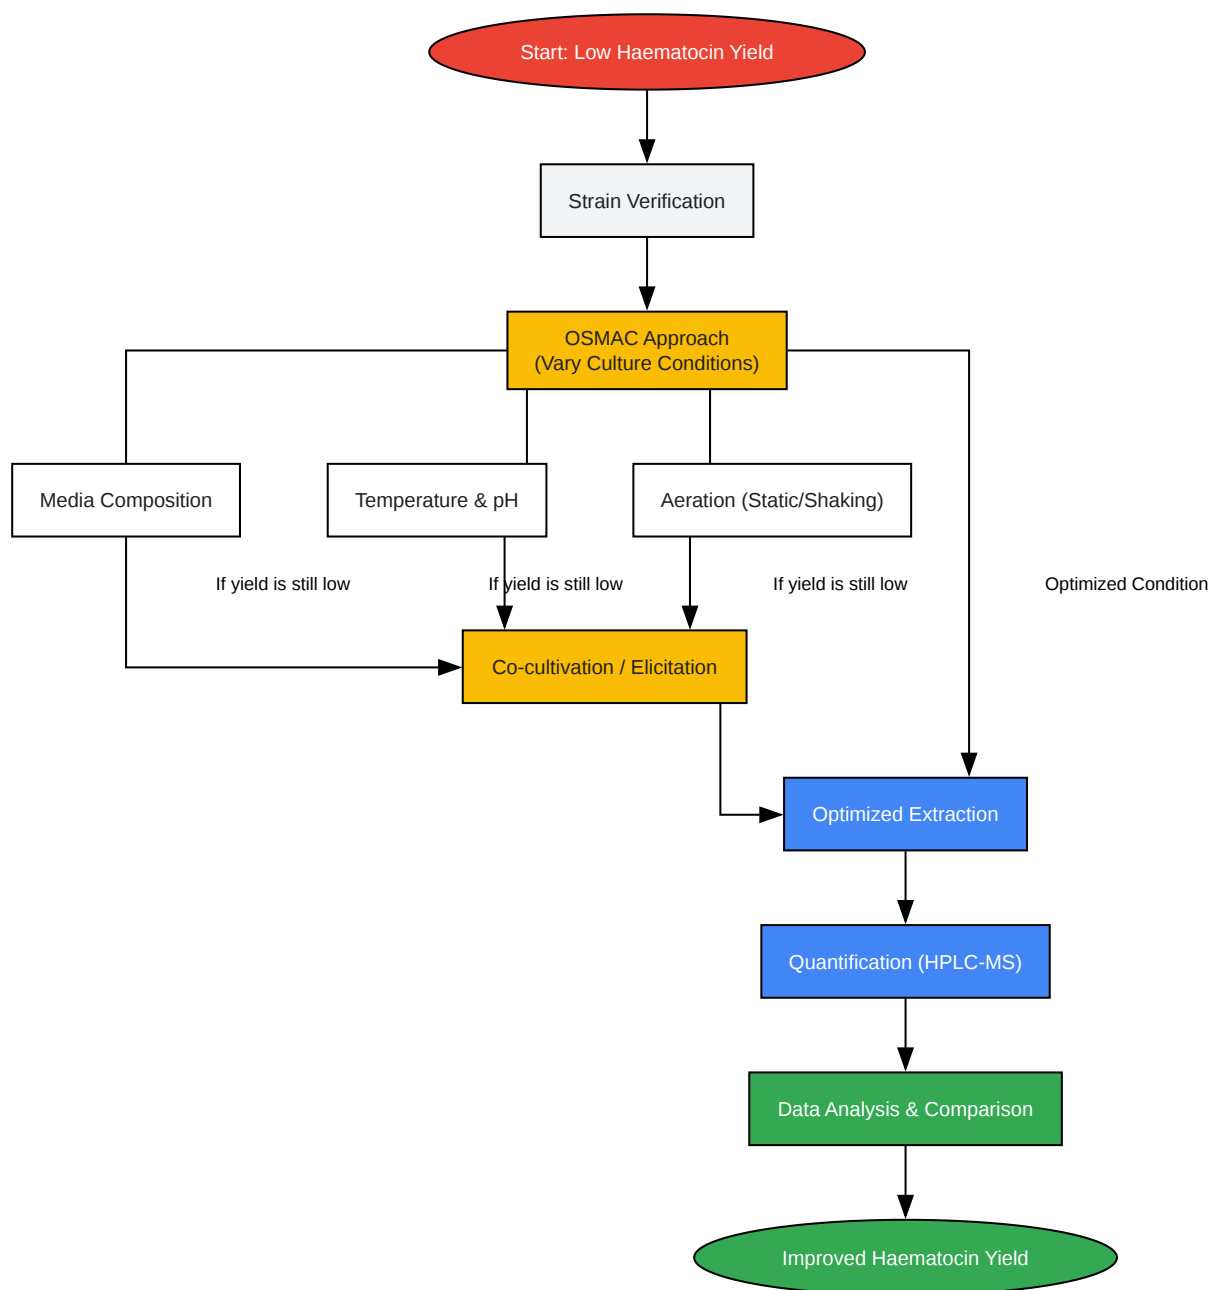 Start: Low Haematocin Yield
Strain Verification
OSMAC Approach
(Vary Culture Conditions)
Media Composition
Temperature & pH
Aeration (Static/Shaking)
If yield is still low
If yield is still low
If yield is still low
Optimized Condition
Co-cultivation / Elicitation
Optimized Extraction
Quantification (HPLC-MS)
Data Analysis & Comparison
Improved Haematocin Yield